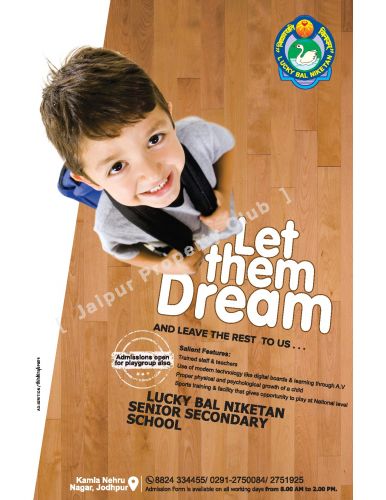 LUCKY BAL NIKETAN
Let
them
Dream
AND LEAVE THE REST TO US . . .
[ Jaipur Property Club ]
Admissions open
for playgroup also
Salient Features:
Trained staff & teachers
Use of modern technology like digital boards & learning through A.V
Proper physical and psychological growth of a child
Sports training & facility that gives opportunity to play at National level
LUCKY BAL NIKETAN
SENIOR SECONDARY
SCHOOL
Kamla Nehru
Nagar, Jodhpur
8824 334455/ 0291-2750084/ 2751925
Admission Form is available on all working days from 8.00 AM to 2.00 PM.